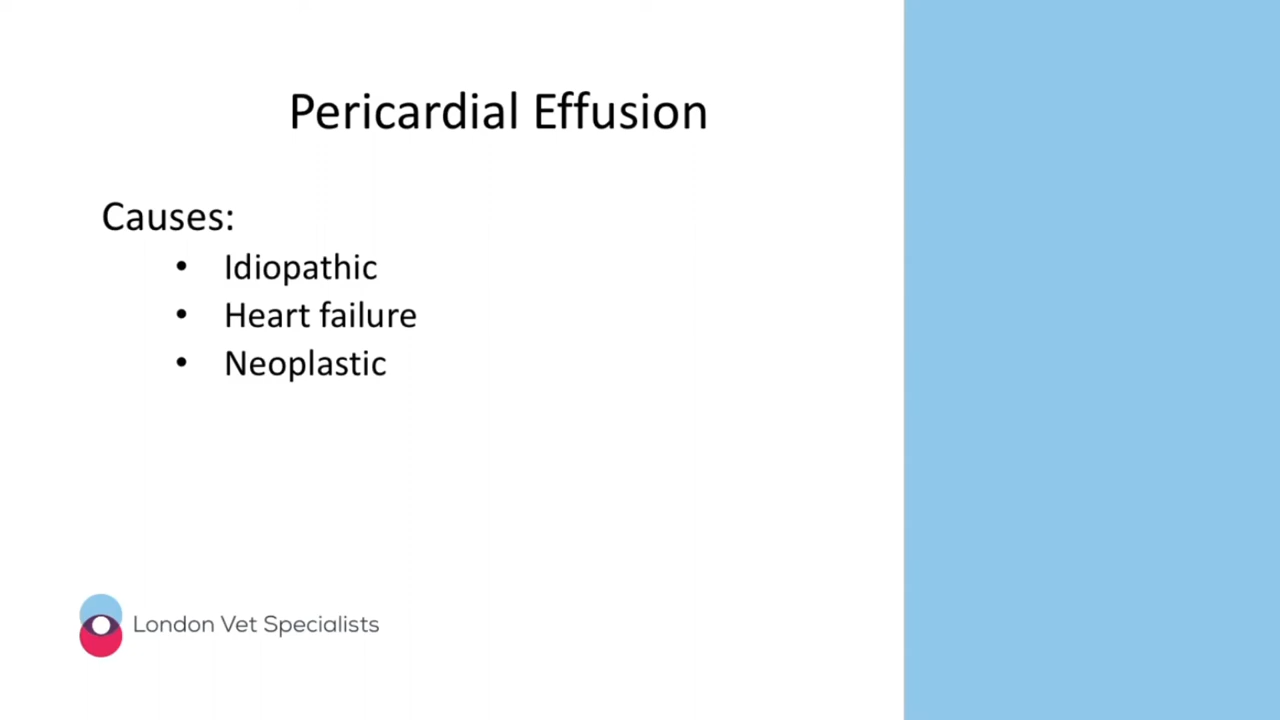 Pericardial Effusion
Causes:
• Idiopathic
• Heart failure
• Neoplastic
London Vet Specialists